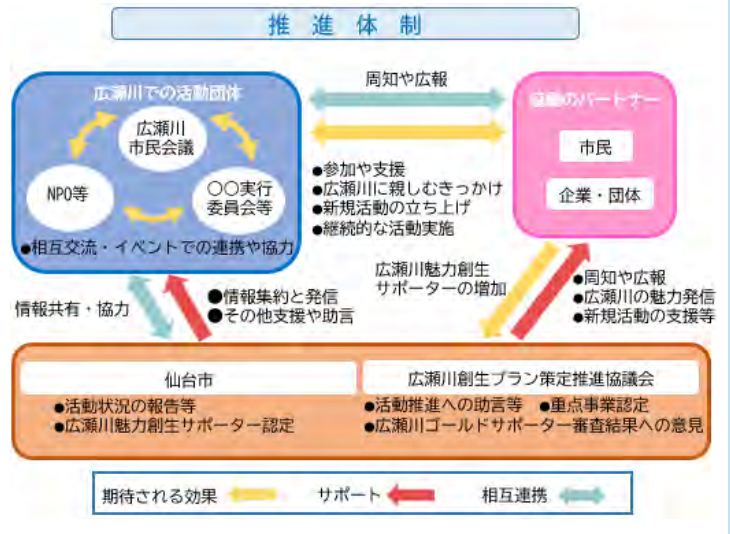 推進体制
広瀬川での活動団体
広瀬川
市民会議
NPO等
〇〇実行
委員会等
●相互交流・イベントでの連携や協力
周知や広報
●参加や支援
●広瀬川に親しむきっかけ
●新規活動の立ち上げ
●継続的な活動実施
協働のパートナー
市民
企業・団体
情報共有・協力
●情報集約と発信
●その他支援や助言
広瀬川魅力創生
サポーターの増加
●周知や広報
●広瀬川の魅力発信
●新規活動の支援等
仙台市
●活動状況の報告等
●広瀬川魅力創生サポーター認定
広瀬川創生プラン策定推進協議会
●活動推進への助言等 ●重点事業認定
●広瀬川ゴールドサポーター審査結果への意見
期待される効果 サポート 相互連携